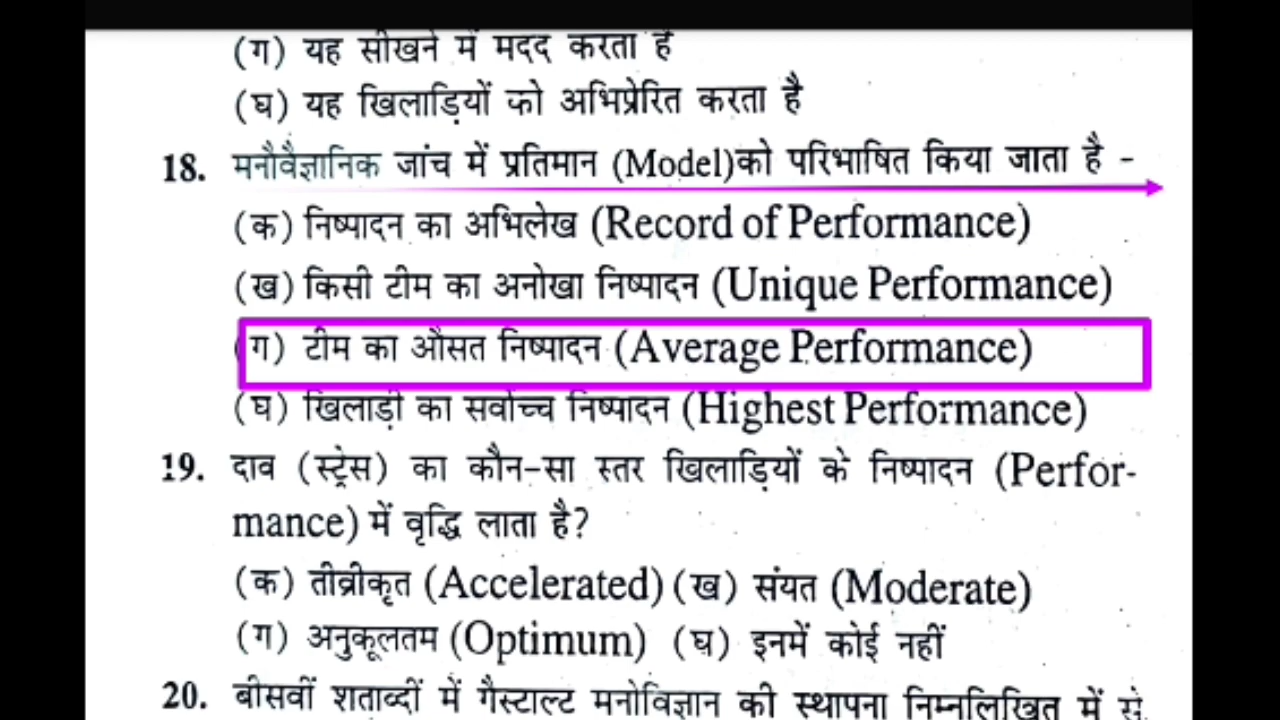 (ग) यह सीखने में मदद करता है
(घ) यह खिलाड़ियों को अभिप्रेरित करता है
18. मनौवैज्ञानिक जांच में प्रतिमान (Model)को परिभाषित किया जाता है -
(क) निष्पादन का अभिलेख (Record of Performance)
(ख) किसी टीम का अनोखा निष्पादन (Unique Performance)
(ग) टीम का औसत निष्पादन (Average Performance)
(घ) खिलाड़ी का सर्वोच्च निष्पादन (Highest Performance)
19. दाव (स्ट्रेस) का कौन-सा स्तर खिलाड़ियों के निष्पादन (Perfor-
mance) में वृद्धि लाता है?
(क) तीव्रीकृत (Accelerated) (ख) संयत (Moderate)
(ग) अनुकूलतम (Optimum) (घ) इनमें कोई नहीं
20. बीसवीं शताब्दी में गैस्टाल्ट मनोविज्ञान की स्थापना निम्नलिखित में से